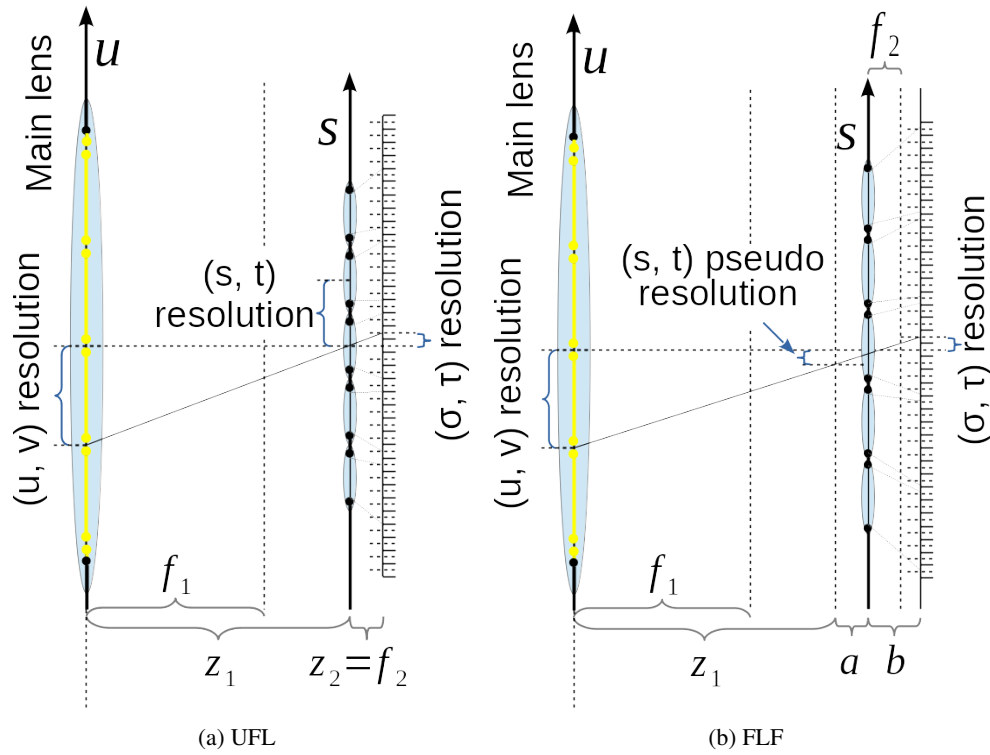 u
Main lens
s
(s, t)
resolution
(u, v) resolution
(σ, τ) resolution
f1
z1
z2=f2
(a) UFL
f2
u
Main lens
s
(s, t) pseudo
resolution
(u, v) resolution
(σ, τ) resolution
f1
z1
a
b
(b) FLF